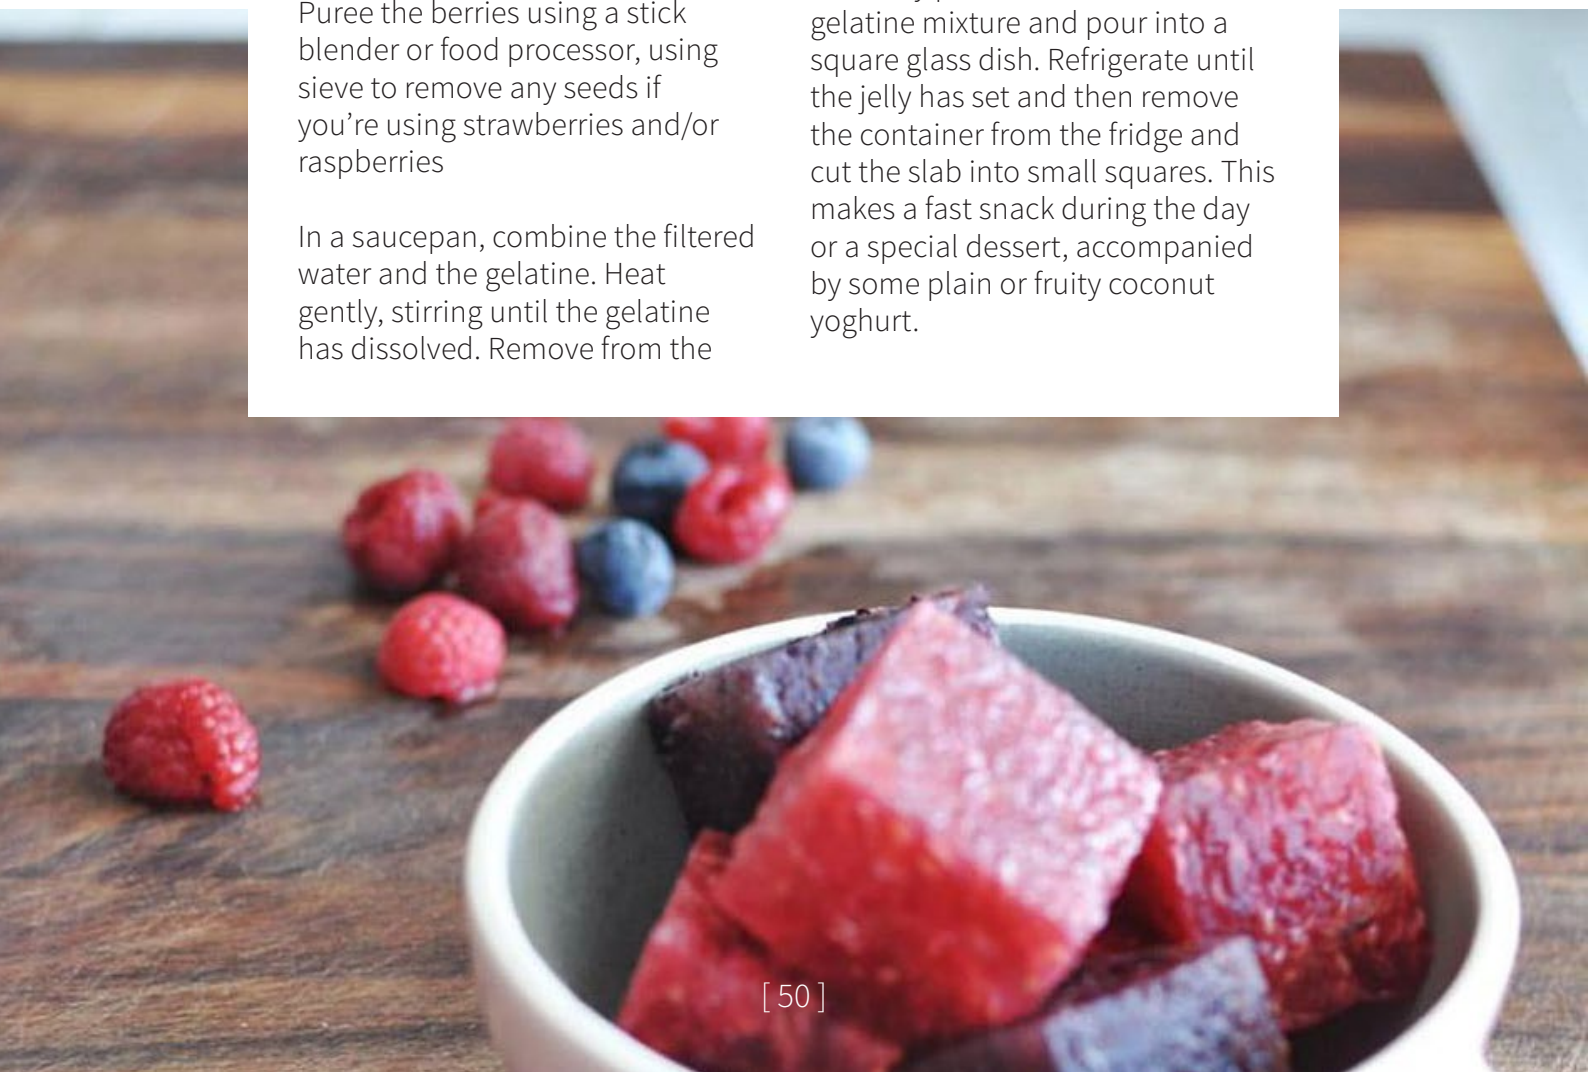 Puree the berries using a stick
blender or food processor, using
sieve to remove any seeds if
you’re using strawberries and/or
raspberries
In a saucepan, combine the filtered
water and the gelatine. Heat
gently, stirring until the gelatine
has dissolved. Remove from the
gelatine mixture and pour into a
square glass dish. Refrigerate until
the jelly has set and then remove
the container from the fridge and
cut the slab into small squares. This
makes a fast snack during the day
or a special dessert, accompanied
by some plain or fruity coconut
yoghurt.
[ 50 ]